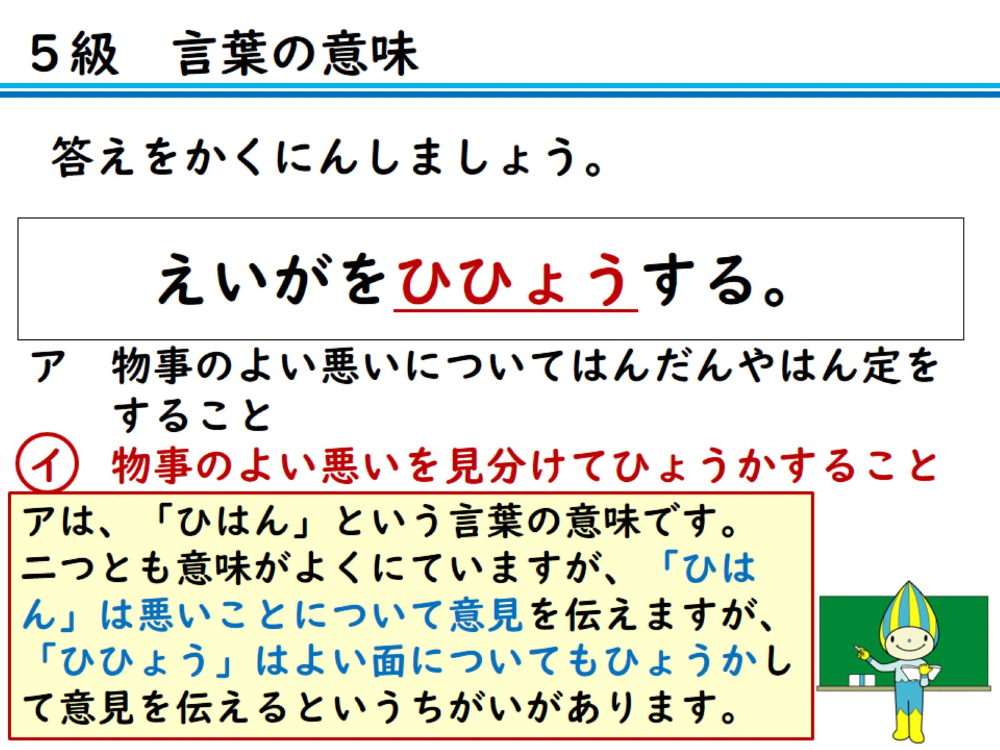 ５級　言葉の意味
答えをかくにんしましょう。
えいがをひひょうする。
ア　物事のよい悪いについてはんだんやはん定を
すること
イ　物事のよい悪いを見分けてひょうかすること
アは、「ひはん」という言葉の意味です。
二つとも意味がよくにていますが、「ひは
ん」は悪いことについて意見を伝えますが、
「ひひょう」はよい面についてもひょうかし
て意見を伝えるというちがいがあります。